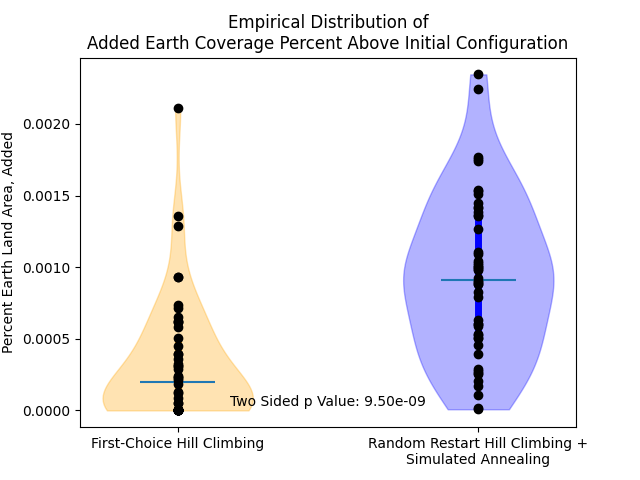 Empirical Distribution of
Added Earth Coverage Percent Above Initial Configuration
Percent Earth Land Area, Added
0.0020
0.0015
0.0010
0.0005
0.0000
Two Sided p Value: 9.50e-09
First-Choice Hill Climbing
Random Restart Hill Climbing +
Simulated Annealing